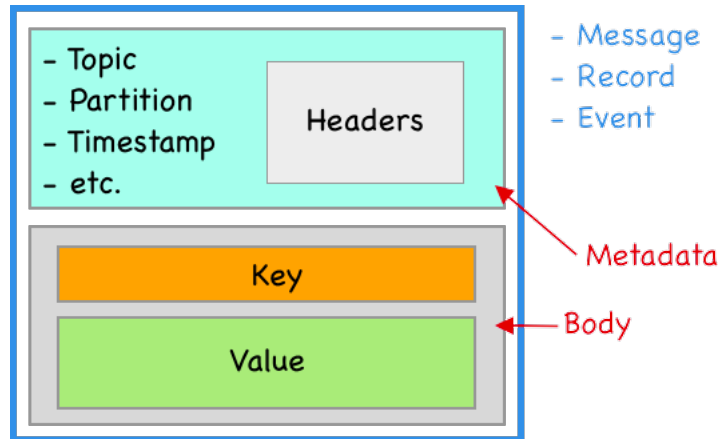 - Topic
- Partition
- Timestamp
- etc.
Headers
Key
Value
- Message
- Record
- Event
Metadata
Body